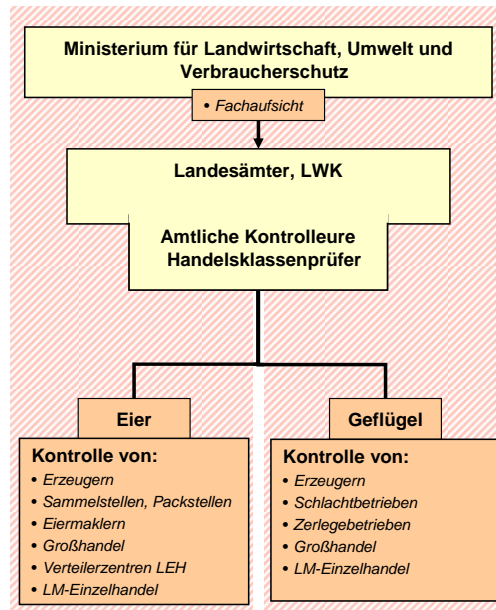 Ministerium für Landwirtschaft, Umwelt und
Verbraucherschutz
• Fachaufsicht
Landesämter, LWK
Amtliche Kontrolleure
Handelsklassenprüfer
Eier
Kontrolle von:
• Erzeugern
• Sammelstellen, Packstellen
• Eiermaklern
• Großhandel
• Verteilerzentren LEH
• LM-Einzelhandel
Geflügel
Kontrolle von:
• Erzeugern
• Schlachtbetrieben
• Zerlegebetrieben
• Großhandel
• LM-Einzelhandel